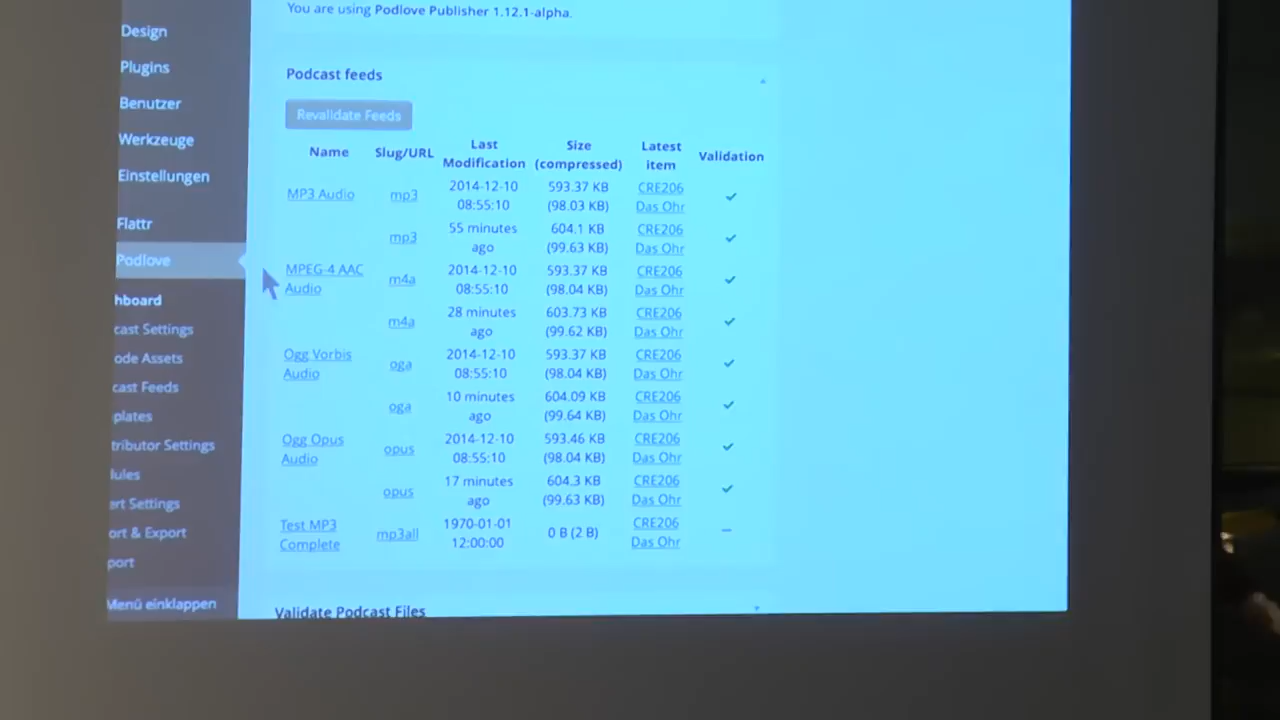 You are using Podlove Publisher 1.12.1-alpha.
Design
Plugins
Benutzer
Werkzeuge
Einstellungen
Flattr
Podlove
hboard
cast Settings
ode Assets
cast Feeds
plates
tributor Settings
dules
ert Settings
ort & Export
port
Menü einklappen
Podcast feeds
Revalidate Feeds
Name Slug/URL Last Modification Size (compressed) Latest item Validation
MP3 Audio mp3 2014-12-10 08:55:10 593.37 KB (98.03 KB) CRE206 Das Ohr ✓
mp3 55 minutes ago 604.1 KB (99.63 KB) CRE206 Das Ohr ✓
MPEG-4 AAC Audio m4a 2014-12-10 08:55:10 593.37 KB (98.04 KB) CRE206 Das Ohr ✓
m4a 28 minutes ago 603.73 KB (99.62 KB) CRE206 Das Ohr ✓
Ogg Vorbis Audio oga 2014-12-10 08:55:10 593.37 KB (98.04 KB) CRE206 Das Ohr ✓
oga 10 minutes ago 604.09 KB (99.64 KB) CRE206 Das Ohr ✓
Ogg Opus Audio opus 2014-12-10 08:55:10 593.46 KB (98.04 KB) CRE206 Das Ohr ✓
opus 17 minutes ago 604.3 KB (99.63 KB) CRE206 Das Ohr ✓
Test MP3 Complete mp3all 1970-01-01 12:00:00 0 B (2 B) CRE206 Das Ohr –
Validate Podcast Files